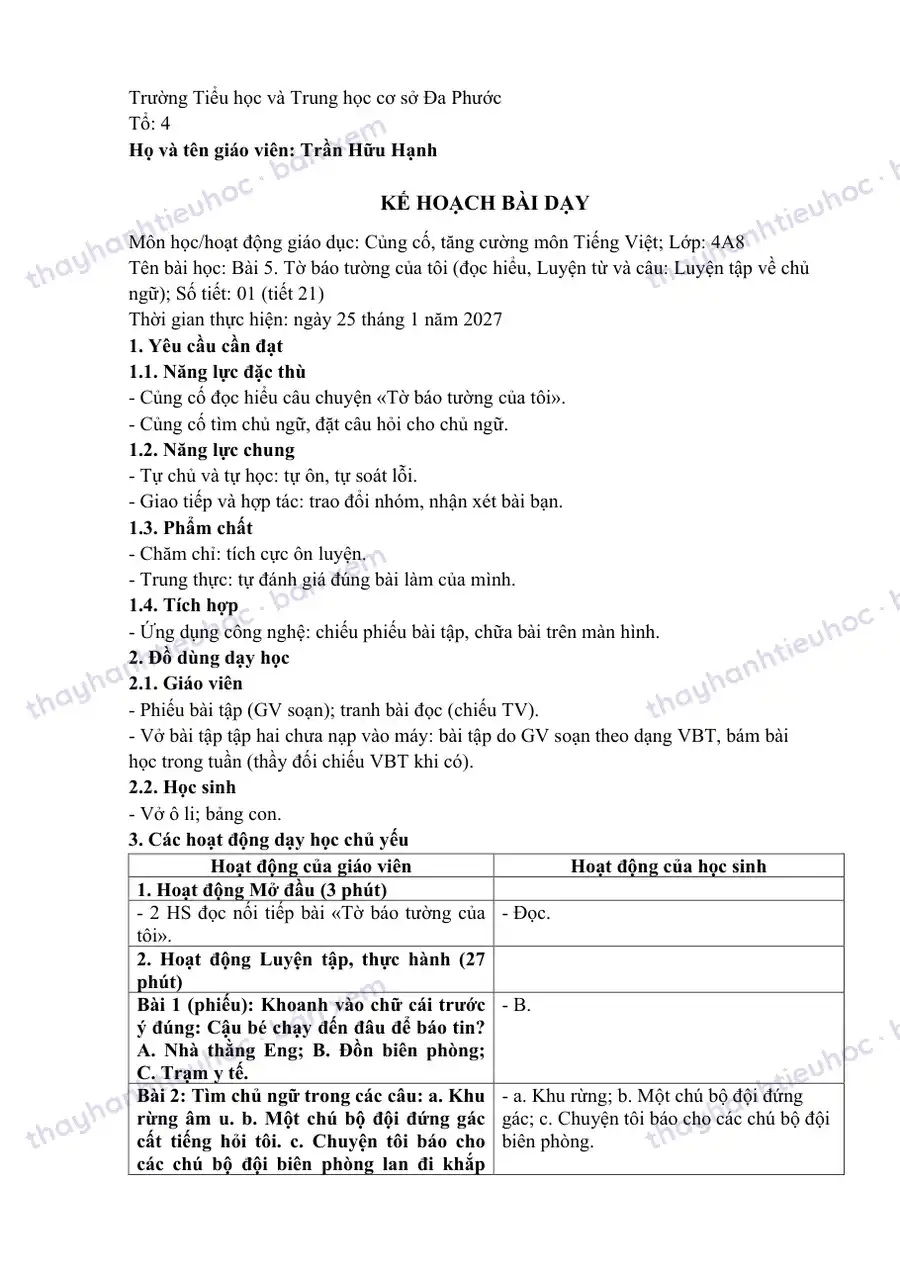 Trường Tiểu học và Trung học cơ sở Đa Phước
Tổ: 4
Họ và tên giáo viên: Trần Hữu Hạnh
KẾ HOẠCH BÀI DẠY
Môn học/hoạt động giáo dục: Củng cố, tăng cường môn Tiếng Việt; Lớp: 4A8
Tên bài học: Bài 5. Tờ báo tường của tôi (đọc hiểu, Luyện từ và câu: Luyện tập về chủ
ngữ); Số tiết: 01 (tiết 21)
Thời gian thực hiện: ngày 25 tháng 1 năm 2027
1. Yêu cầu cần đạt
1.1. Năng lực đặc thù
- Củng cố đọc hiểu câu chuyện «Tờ báo tường của tôi».
- Củng cố tìm chủ ngữ, đặt câu hỏi cho chủ ngữ.
1.2. Năng lực chung
- Tự chủ và tự học: tự ôn, tự soát lỗi.
- Giao tiếp và hợp tác: trao đổi nhóm, nhận xét bài bạn.
1.3. Phẩm chất
- Chăm chỉ: tích cực ôn luyện.
- Trung thực: tự đánh giá đúng bài làm của mình.
1.4. Tích hợp
- Ứng dụng công nghệ: chiếu phiếu bài tập, chữa bài trên màn hình.
2. Đồ dùng dạy học
2.1. Giáo viên
- Phiếu bài tập (GV soạn); tranh bài đọc (chiếu TV).
- Vở bài tập tập hai chưa nạp vào máy: bài tập do GV soạn theo dạng VBT, bám bài
học trong tuần (thầy đối chiếu VBT khi có).
2.2. Học sinh
- Vở ô li; bảng con.
3. Các hoạt động dạy học chủ yếu
Hoạt động của giáo viên
Hoạt động của học sinh
1. Hoạt động Mở đầu (3 phút)
- 2 HS đọc nối tiếp bài «Tờ báo tường của
tôi».
- Đọc.
2. Hoạt động Luyện tập, thực hành (27
phút)
Bài 1 (phiếu): Khoanh vào chữ cái trước
ý đúng: Cậu bé chạy đến đâu để báo tin?
A. Nhà thằng Eng; B. Đồn biên phòng;
C. Trạm y tế.
- B.
Bài 2: Tìm chủ ngữ trong các câu: a. Khu
rừng âm u. b. Một chú bộ đội đứng gác
cất tiếng hỏi tôi. c. Chuyện tôi báo cho
các chú bộ đội biên phòng lan đi khắp
- a. Khu rừng; b. Một chú bộ đội đứng
gác; c. Chuyện tôi báo cho các chú bộ đội
biên phòng.
thayhanhtieuhoc · bản xem
thayhanhtieuhoc · b
thayhanhtieuhoc · bản xem
thayhanhtieuhoc · b
thayhanhtieuhoc · bản xem
thayhanhtieuhoc · b